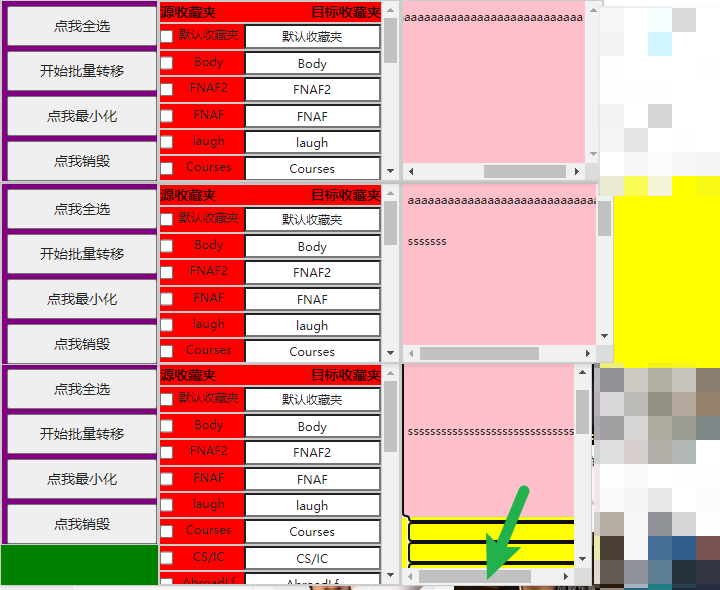 点我全选
开始批量转移
点我最小化
点我销毁
源收藏夹 目标收藏夹
默认收藏夹 默认收藏夹
Body Body
FNAF2 FNAF2
FNAF FNAF
laugh laugh
Courses Courses
点我全选
开始批量转移
点我最小化
点我销毁
源收藏夹 目标收藏夹
默认收藏夹 默认收藏夹
Body Body
FNAF2 FNAF2
FNAF FNAF
laugh laugh
Courses Courses
sssssss
点我全选
开始批量转移
点我最小化
点我销毁
源收藏夹 目标收藏夹
默认收藏夹 默认收藏夹
Body Body
FNAF2 FNAF2
FNAF FNAF
laugh laugh
Courses Courses
CS/IC CS/IC